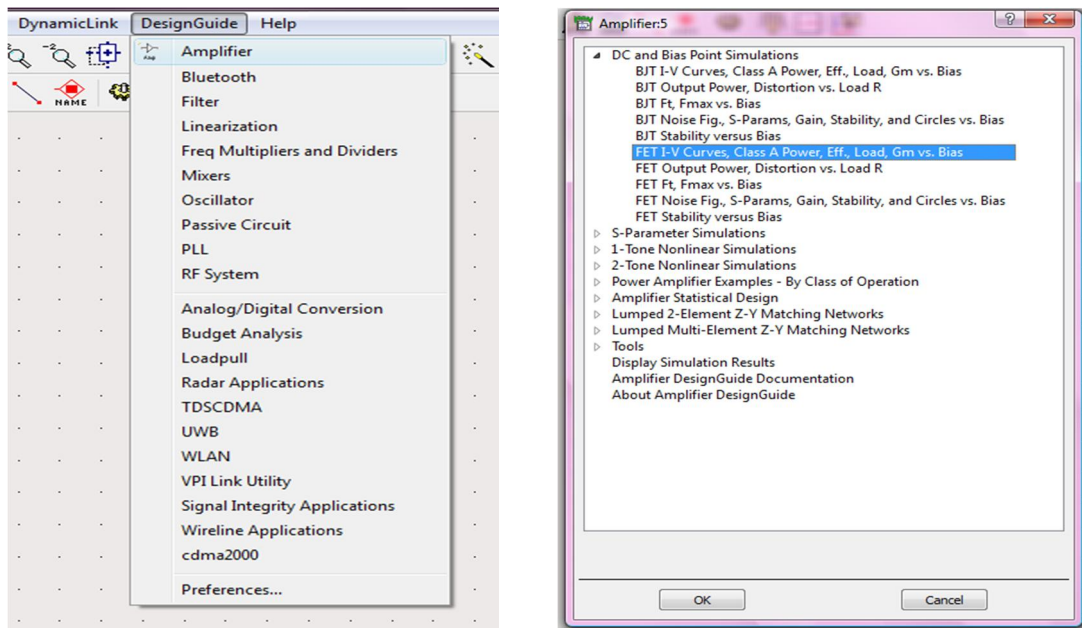 DynamicLink DesignGuide Help
NAME
Amp
Amplifier
Bluetooth
Filter
Linearization
Freq Multipliers and Dividers
Mixers
Oscillator
Passive Circuit
PLL
RF System
Analog/Digital Conversion
Budget Analysis
Loadpull
Radar Applications
TDSCDMA
UWB
WLAN
VPI Link Utility
Signal Integrity Applications
Wireline Applications
cdma2000
Preferences...
Amplifier:5
DC and Bias Point Simulations
BJT I-V Curves, Class A Power, Eff., Load, Gm vs. Bias
BJT Output Power, Distortion vs. Load R
BJT Ft, Fmax vs. Bias
BJT Noise Fig., S-Params, Gain, Stability, and Circles vs. Bias
BJT Stability versus Bias
FET I-V Curves, Class A Power, Eff., Load, Gm vs. Bias
FET Output Power, Distortion vs. Load R
FET Ft, Fmax vs. Bias
FET Noise Fig., S-Params, Gain, Stability, and Circles vs. Bias
FET Stability versus Bias
S-Parameter Simulations
1-Tone Nonlinear Simulations
2-Tone Nonlinear Simulations
Power Amplifier Examples - By Class of Operation
Amplifier Statistical Design
Lumped 2-Element Z-Y Matching Networks
Lumped Multi-Element Z-Y Matching Networks
Tools
Display Simulation Results
Amplifier DesignGuide Documentation
About Amplifier DesignGuide
OK Cancel